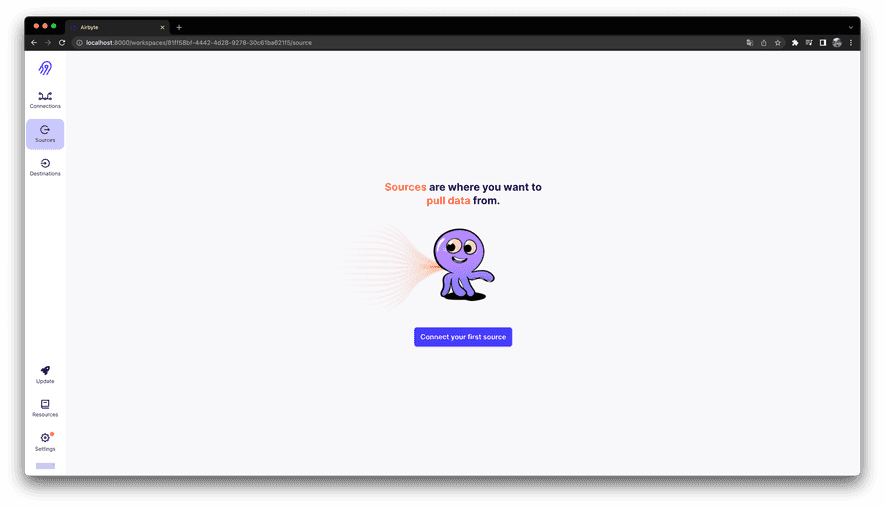 Airbyte
localhost:8000/workspaces/81ff58bf-4442-4d28-9278-30c61ba62115/source
Connections
Sources
Destinations
Sources are where you want to
pull data from.
Connect your first source
Update
Resources
Settings